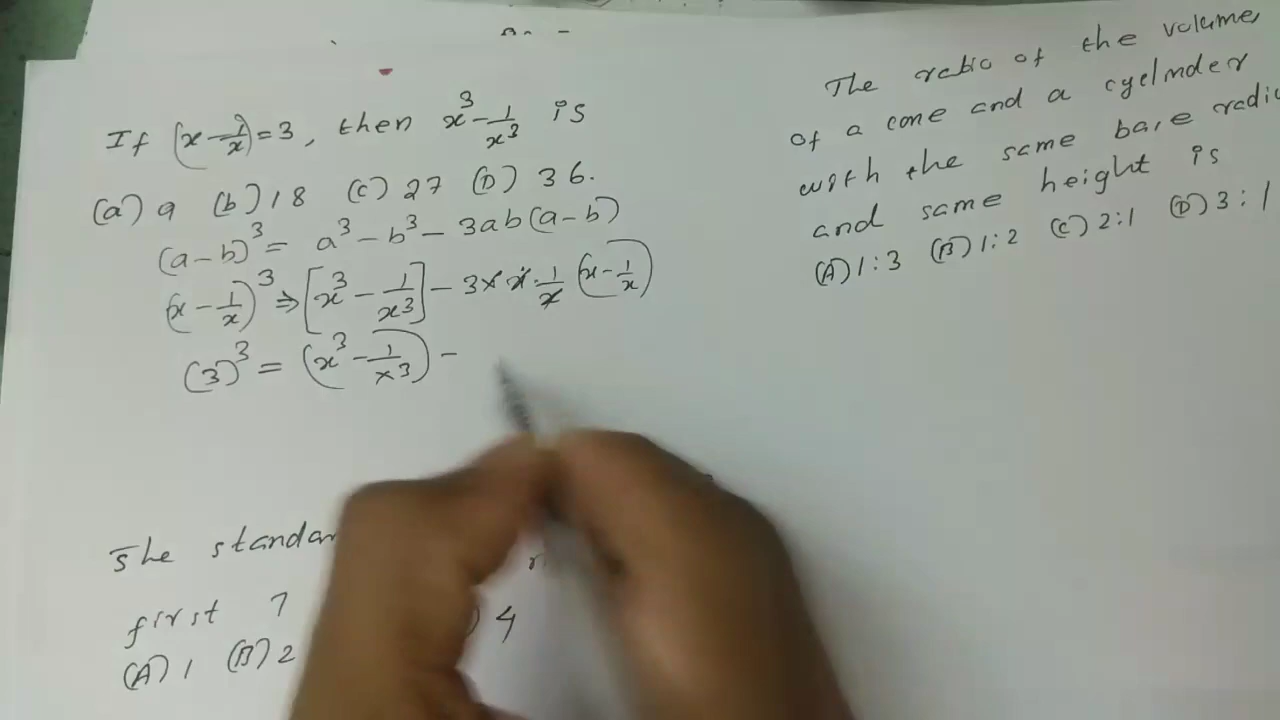 If (x - 1/x) = 3, then x³ - 1/x³ is
(a) 9 (b) 18 (c) 27 (D) 36.
(a-b)³ = a³ - b³ - 3ab(a-b)
(x - 1/x)³ ⇒ [x³ - 1/x³] - 3 × x · 1/x (x - 1/x)
(3)³ = (x³ - 1/x³) -
The standar
first 7
(A) 1 (B) 2 ) 4
The ratio of the volume
of a cone and a cyelnder
with the same base radiu
and same height is
(A) 1:3 (B) 1:2 (C) 2:1 (D) 3:1